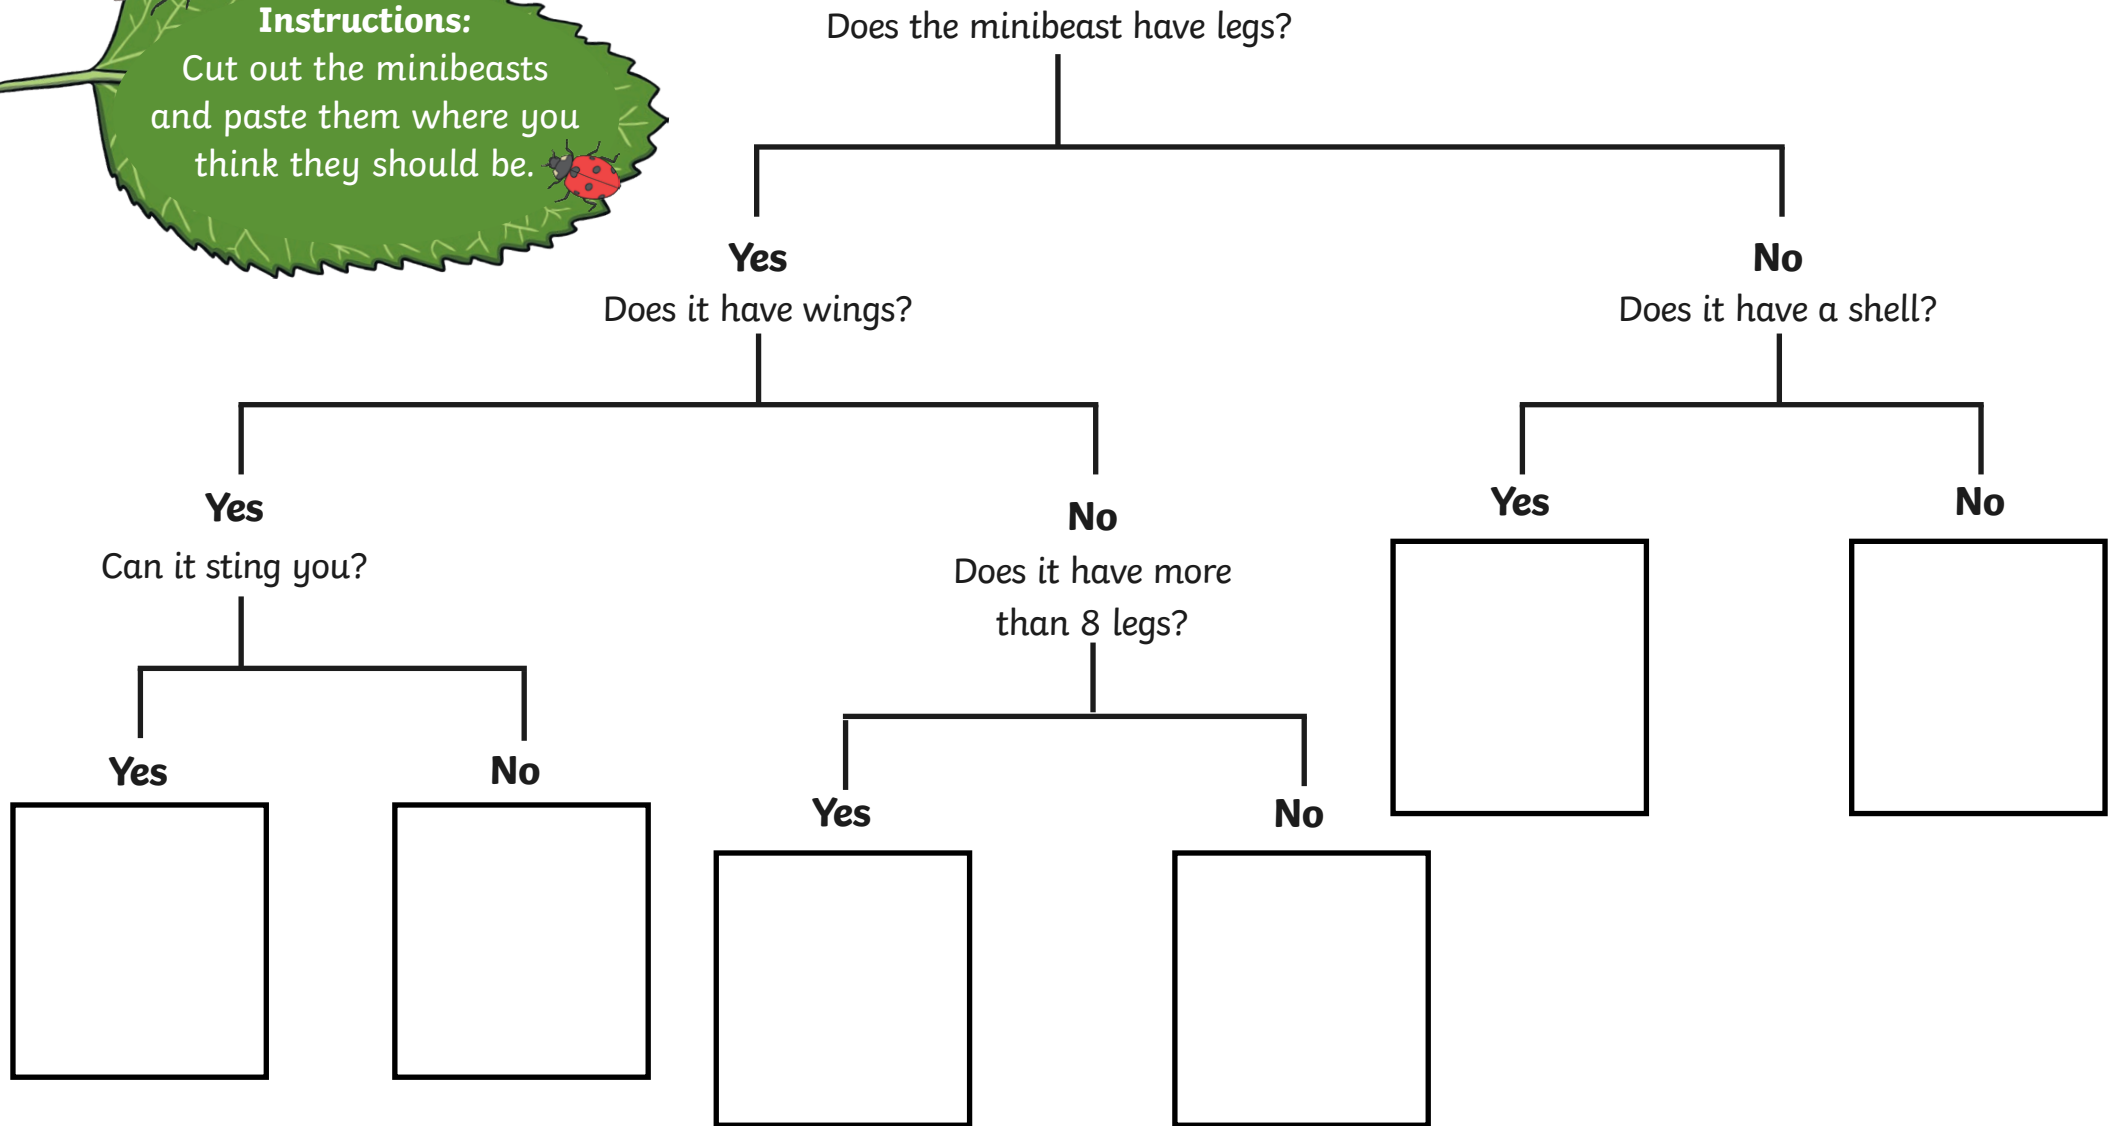 Instructions:
Cut out the minibeasts
and paste them where you
think they should be.
Does the minibeast have legs?
Yes
Does it have wings?
No
Does it have a shell?
Yes
Can it sting you?
No
Does it have more
than 8 legs?
Yes
No
Yes
No
Yes
No